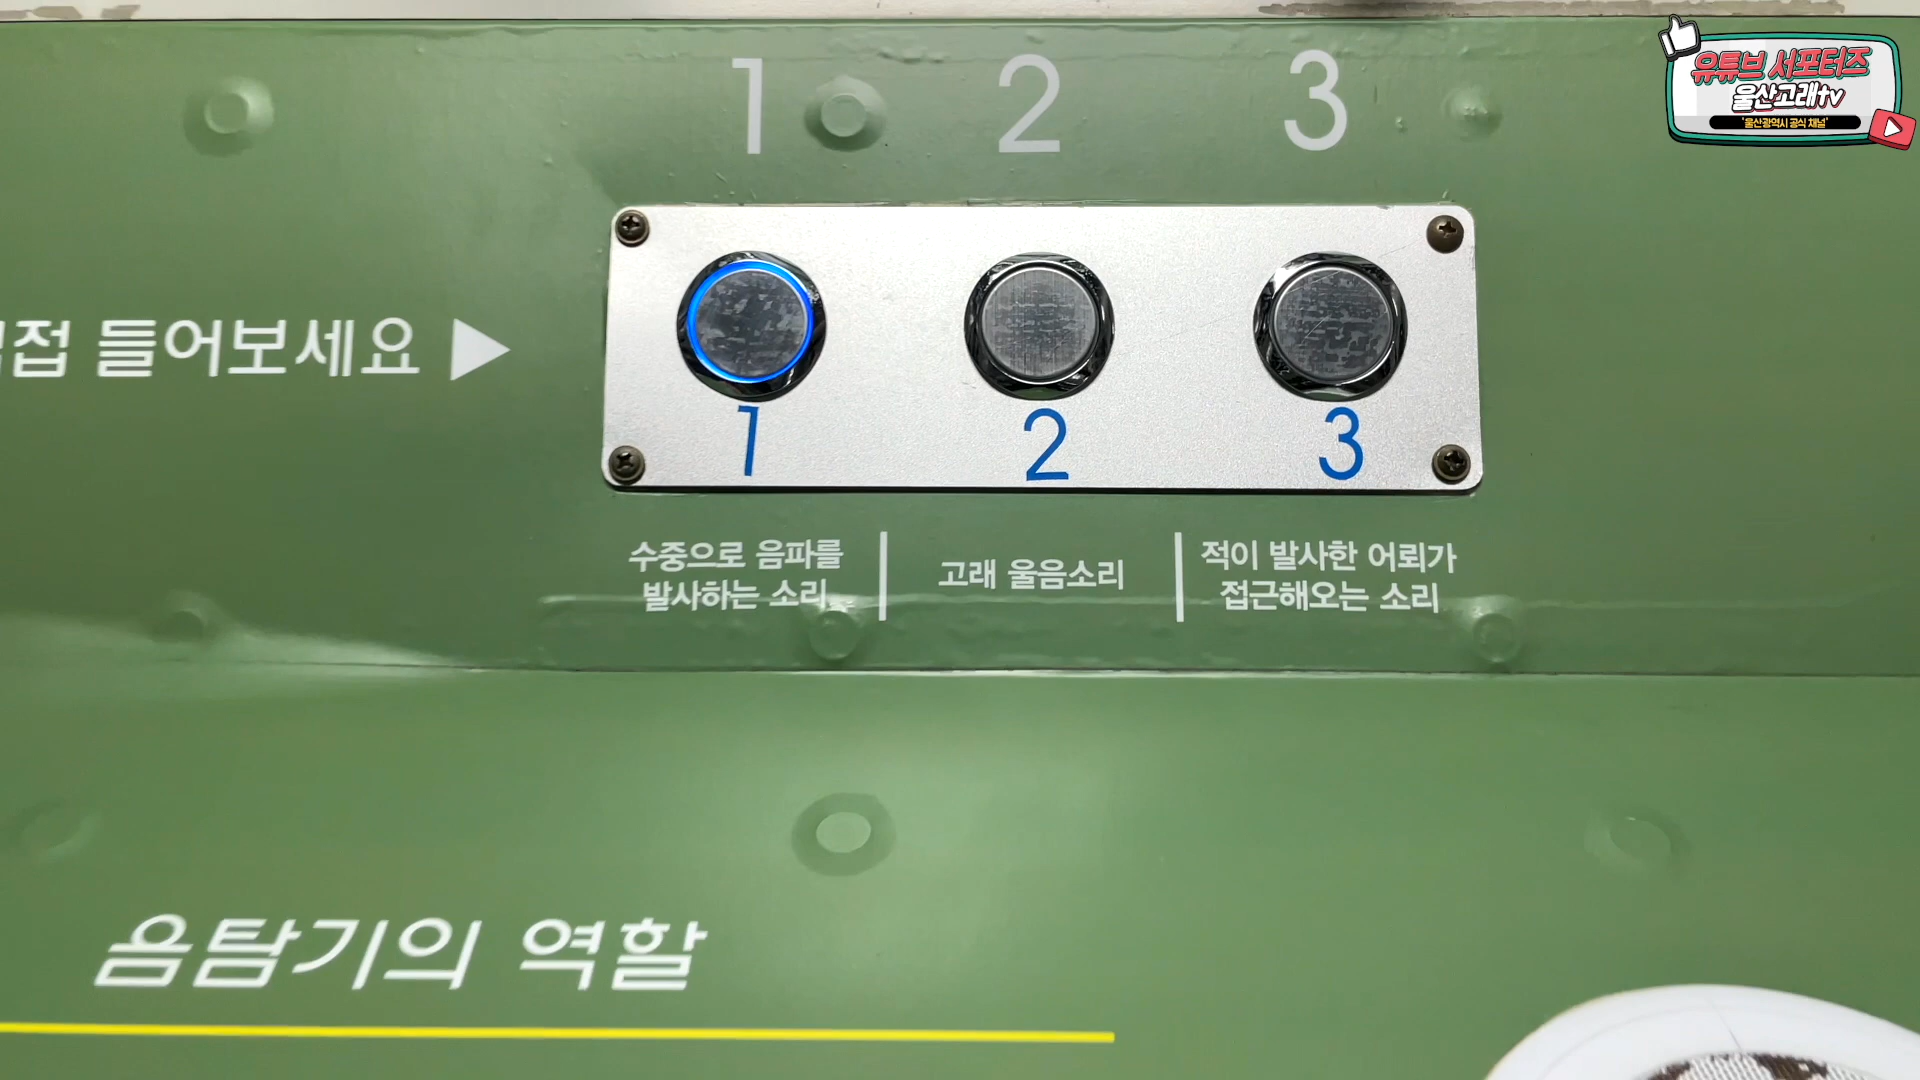 1 2 3
유튜브 서포터즈
울산고래tv
'울산광역시 공식 채널'
접 들어보세요 ▶
1 2 3
수중으로 음파를
발사하는 소리
고래 울음소리
적이 발사한 어뢰가
접근해오는 소리
음탐기의 역할